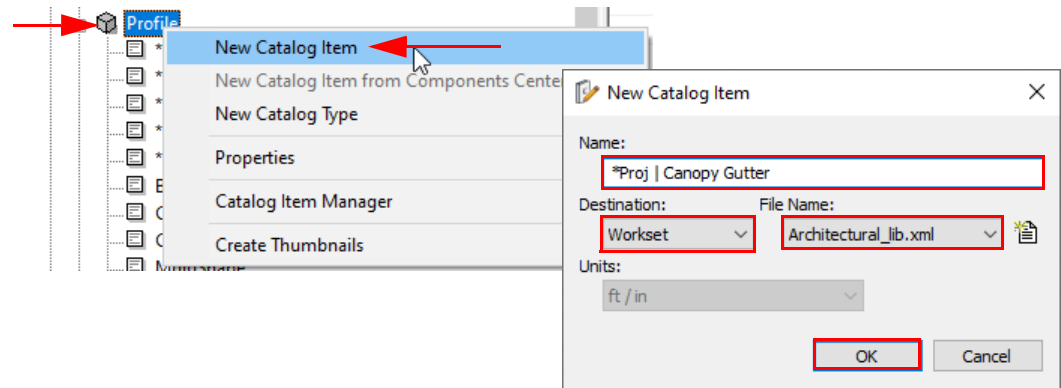 Profile
New Catalog Item
New Catalog Item from Components Center
New Catalog Type
Properties
Catalog Item Manager
Create Thumbnails
New Catalog Item
Name:
*Proj | Canopy Gutter
Destination:
File Name:
Workset
Architectural_lib.xml
Units:
ft / in
OK
Cancel